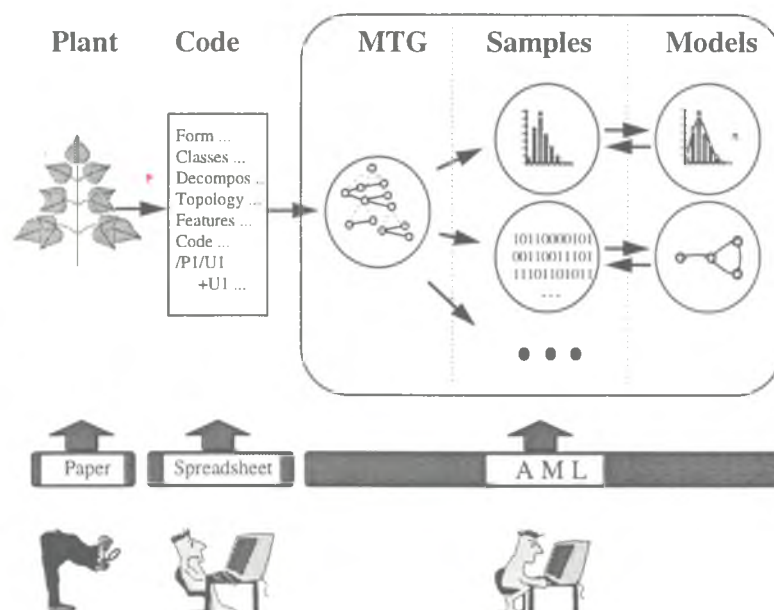 Plant Code MTG Samples Models
Form ...
Classes ...
Decompos ...
Topology ...
Features ...
Code ...
/P1/U1
+U1 ...
10110000101
00110011101
11101101011
...
Paper Spreadsheet AML